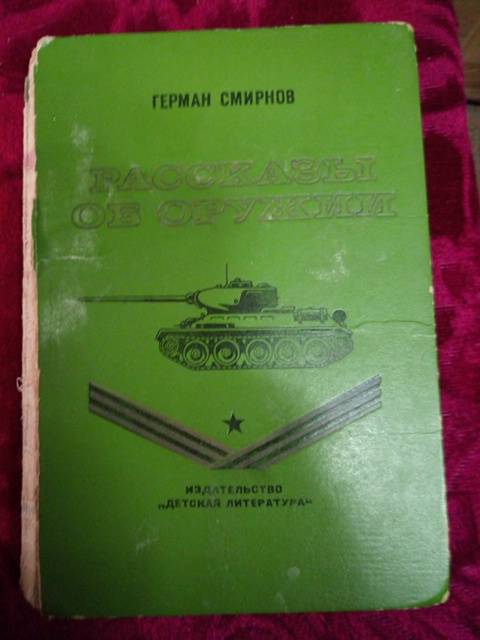 ГЕРМАН СМИРНОВ
РАССКАЗЫ
ОБ ОРУЖИИ
ИЗДАТЕЛЬСТВО
„ДЕТСКАЯ ЛИТЕРАТУРА"